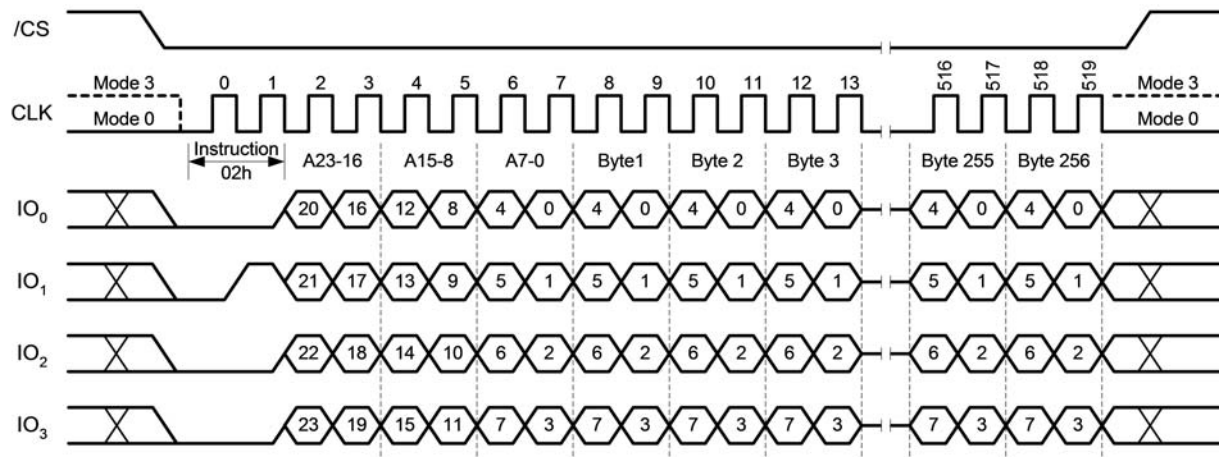 /CS
Mode 3 0 1 2 3 4 5 6 7 8 9 10 11 12 13 516 517 518 519 Mode 3
CLK Mode 0 Mode 0
Instruction A23-16 A15-8 A7-0 Byte1 Byte 2 Byte 3 Byte 255 Byte 256
02h
IO0 20 16 12 8 4 0 4 0 4 0 4 0 4 0 4 0
IO1 21 17 13 9 5 1 5 1 5 1 5 1 5 1 5 1
IO2 22 18 14 10 6 2 6 2 6 2 6 2 6 2 6 2
IO3 23 19 15 11 7 3 7 3 7 3 7 3 7 3 7 3